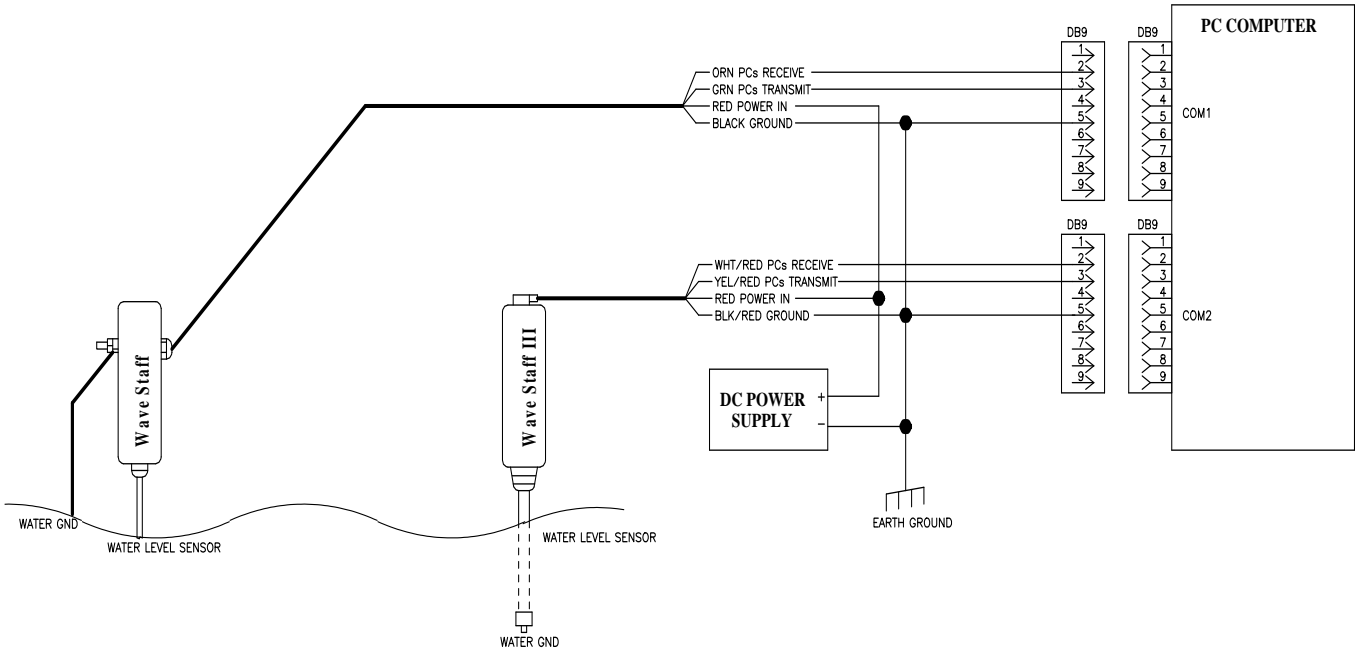 PC COMPUTER
DB9
DB9
1
2
3
4
5
6
7
8
9
1
2
3
4
5
6
7
8
9
COM1
ORN PCs RECEIVE
GRN PCs TRANSMIT
RED POWER IN
BLACK GROUND
DB9
DB9
1
2
3
4
5
6
7
8
9
1
2
3
4
5
6
7
8
9
COM2
WHT/RED PCs RECEIVE
YEL/RED PCs TRANSMIT
RED POWER IN
BLK/RED GROUND
Wave Staff
Wave Staff III
DC POWER
SUPPLY
+
−
EARTH GROUND
WATER GND
WATER LEVEL SENSOR
WATER LEVEL SENSOR
WATER GND